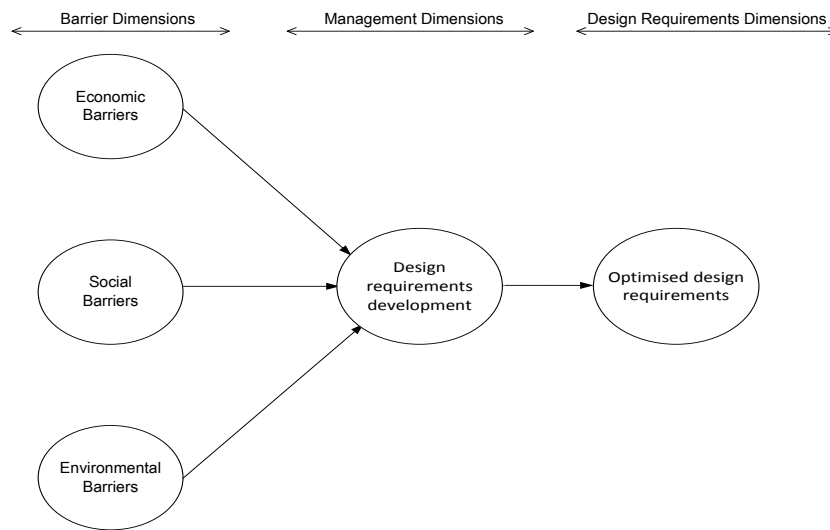 Barrier Dimensions
Management Dimensions
Design Requirements Dimensions
Economic
Barriers
Social
Barriers
Design
requirements
development
Optimised design
requirements
Environmental
Barriers